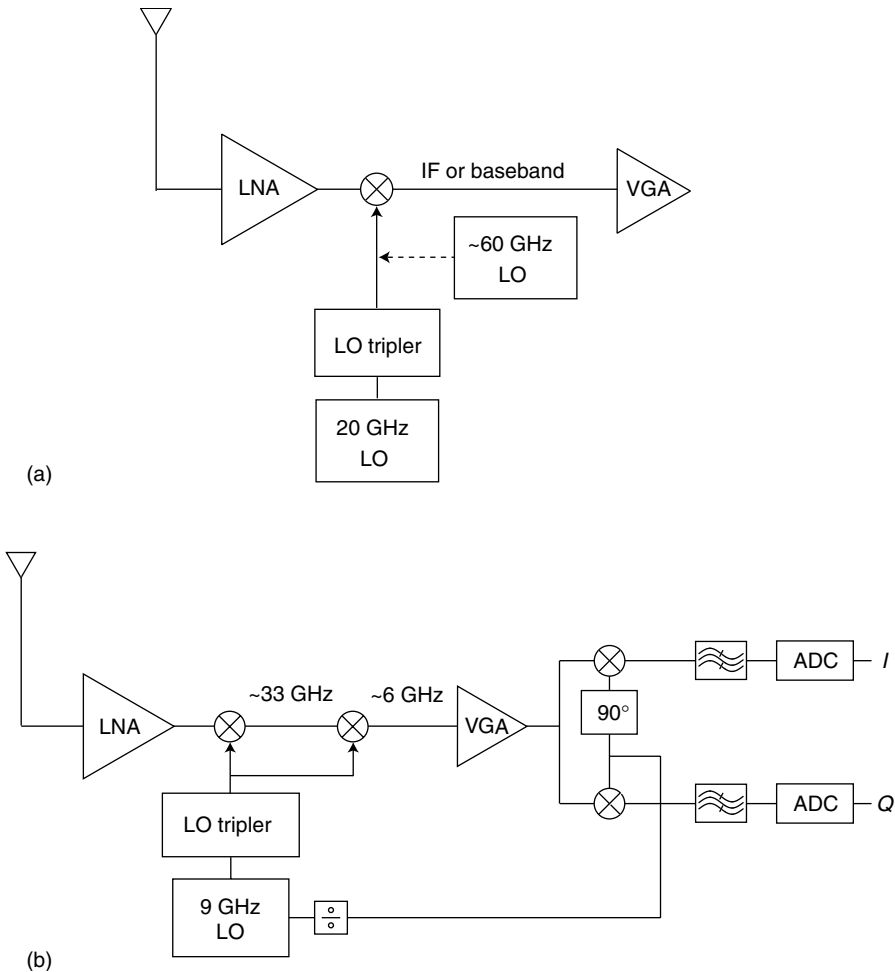 LNA
IF or baseband
VGA
~60 GHz
LO
LO tripler
20 GHz
LO
(a)
LNA
~33 GHz
~6 GHz
VGA
90°
ADC
I
ADC
Q
LO tripler
9 GHz
LO
÷
(b)